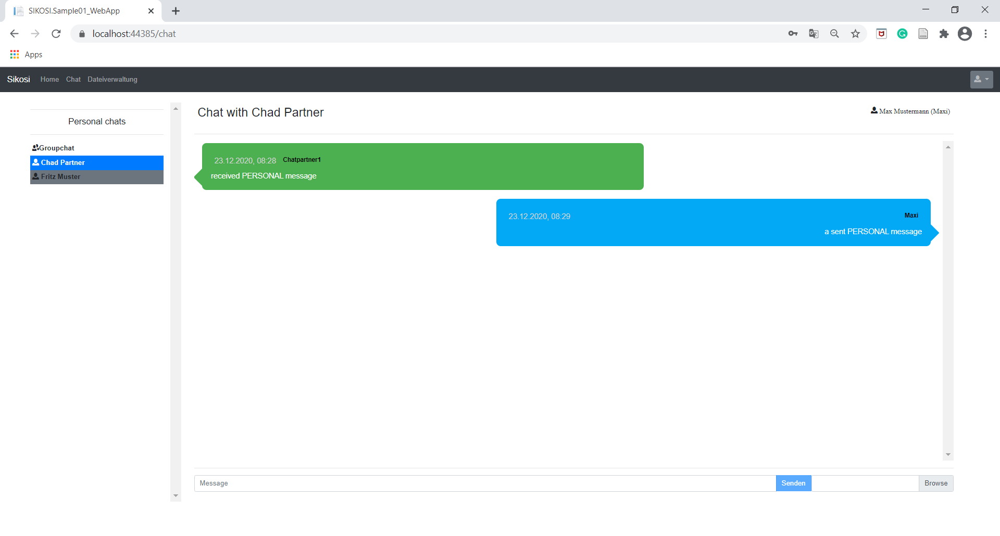 SIKOSI.Sample01_WebApp
localhost:44385/chat
Apps
Sikosi Home Chat Dateiverwaltung
Personal chats
Groupchat
Chad Partner
Fritz Muster
Chat with Chad Partner
Max Mustermann (Maxi)
23.12.2020, 08:28 Chatpartner1
received PERSONAL message
23.12.2020, 08:29 Maxi
a sent PERSONAL message
Message Senden Browse